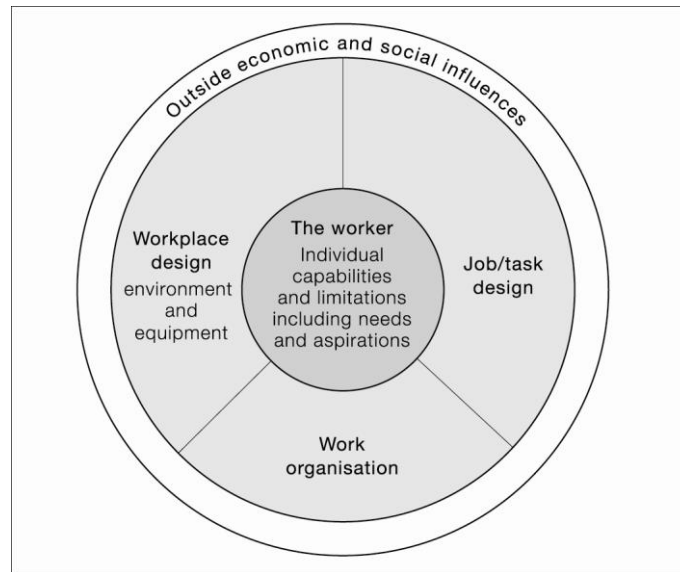 Outside economic and social influences
Workplace
design
environment
and
equipment
The worker
Individual
capabilities
and limitations
including needs
and aspirations
Job/task
design
Work
organisation